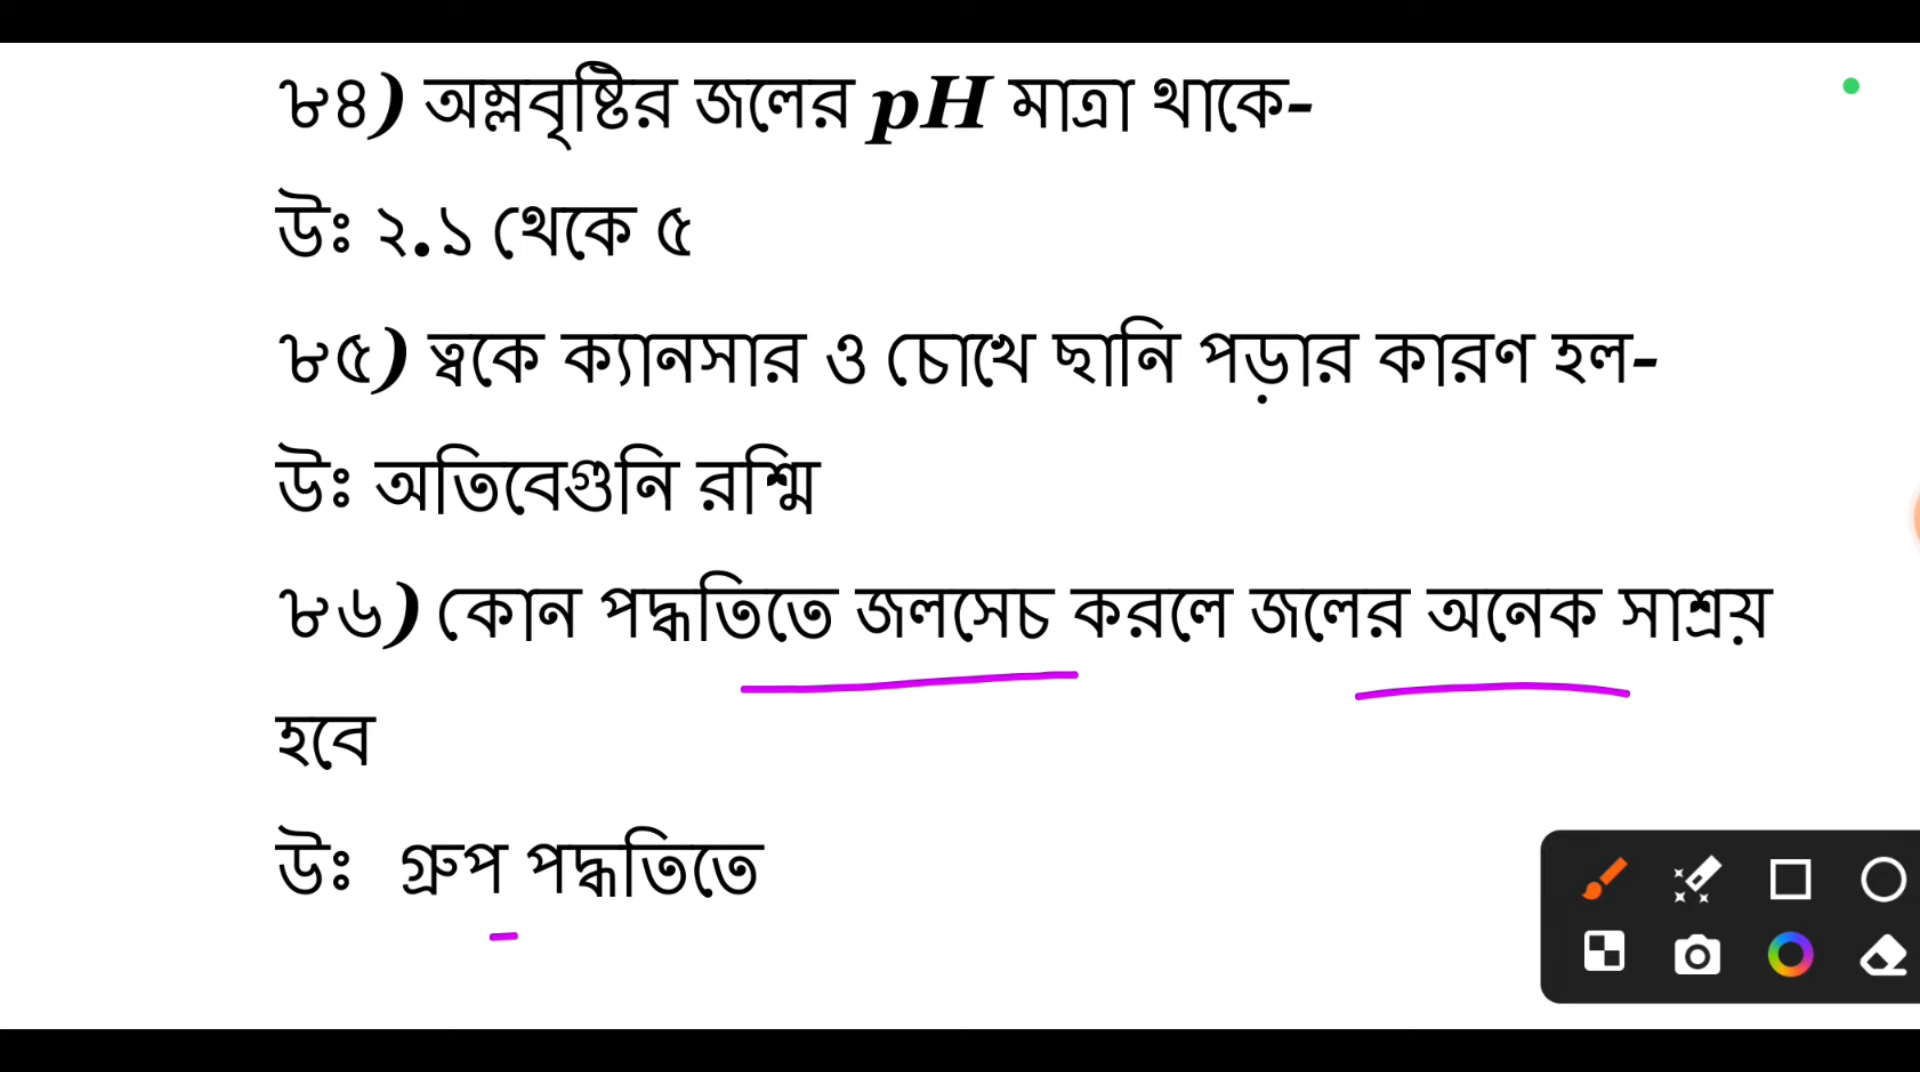 ৮৪) অম্লবৃষ্টির জলের pH মাত্রা থাকে-
উঃ ২.১ থেকে ৫
৮৫) ত্বকে ক্যানসার ও চোখে ছানি পড়ার কারণ হল-
উঃ অতিবেগুনি রশ্মি
৮৬) কোন পদ্ধতিতে জলসেচ করলে জলের অনেক সাশ্রয়
হবে
উঃ গ্রুপ পদ্ধতিতে